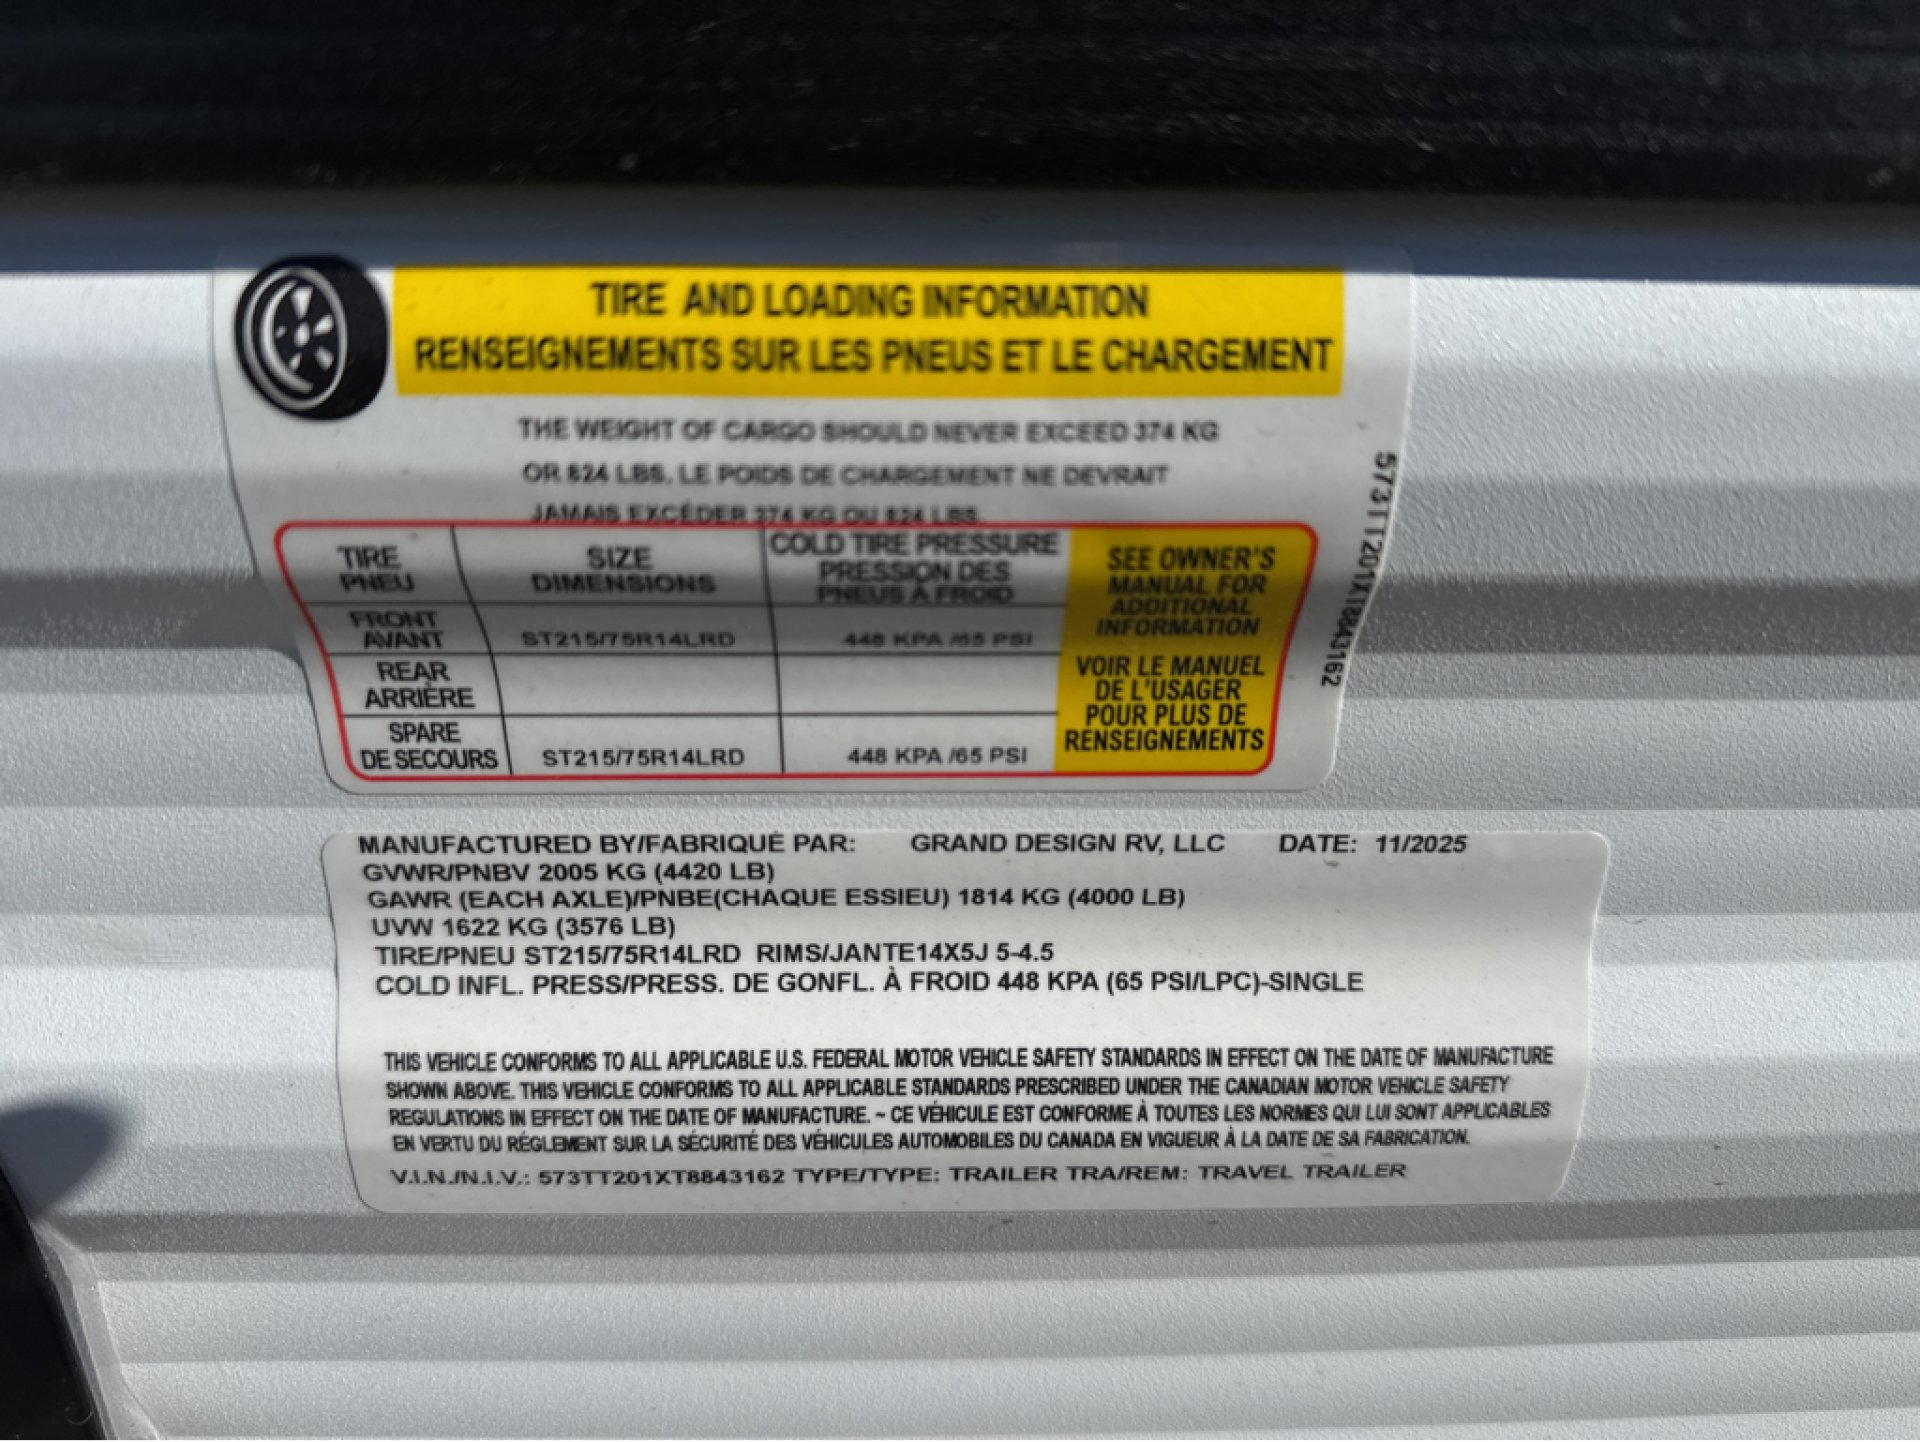 TIRE AND LOADING INFORMATION
RENSEIGNEMENTS SUR LES PNEUS ET LE CHARGEMENT
THE WEIGHT OF CARGO SHOULD NEVER EXCEED 374 KG
OR 824 LBS. LE POIDS DE CHARGEMENT NE DEVRAIT
JAMAIS EXCÉDER 374 KG OU 824 LBS.
TIRE
PNEU
SIZE
DIMENSIONS
COLD TIRE PRESSURE
PRESSION DES
PNEUS À FROID
FRONT
AVANT
ST215/75R14LRD
448 KPA /65 PSI
REAR
ARRIÈRE
SPARE
DE SECOURS
ST215/75R14LRD
448 KPA /65 PSI
SEE OWNER'S
MANUAL FOR
ADDITIONAL
INFORMATION
VOIR LE MANUEL
DE L'USAGER
POUR PLUS DE
RENSEIGNEMENTS
573TT201XT8843162
MANUFACTURED BY/FABRIQUÉ PAR: GRAND DESIGN RV, LLC DATE: 11/2025
GVWR/PNBV 2005 KG (4420 LB)
GAWR (EACH AXLE)/PNBE(CHAQUE ESSIEU) 1814 KG (4000 LB)
UVW 1622 KG (3576 LB)
TIRE/PNEU ST215/75R14LRD RIMS/JANTE14X5J 5-4.5
COLD INFL. PRESS/PRESS. DE GONFL. À FROID 448 KPA (65 PSI/LPC)-SINGLE
THIS VEHICLE CONFORMS TO ALL APPLICABLE U.S. FEDERAL MOTOR VEHICLE SAFETY STANDARDS IN EFFECT ON THE DATE OF MANUFACTURE
SHOWN ABOVE. THIS VEHICLE CONFORMS TO ALL APPLICABLE STANDARDS PRESCRIBED UNDER THE CANADIAN MOTOR VEHICLE SAFETY
REGULATIONS IN EFFECT ON THE DATE OF MANUFACTURE. ~ CE VÉHICULE EST CONFORME À TOUTES LES NORMES QUI LUI SONT APPLICABLES
EN VERTU DU RÉGLEMENT SUR LA SÉCURITÉ DES VÉHICULES AUTOMOBILES DU CANADA EN VIGUEUR À LA DATE DE SA FABRICATION.
V.I.N./N.I.V.: 573TT201XT8843162 TYPE/TYPE: TRAILER TRA/REM: TRAVEL TRAILER